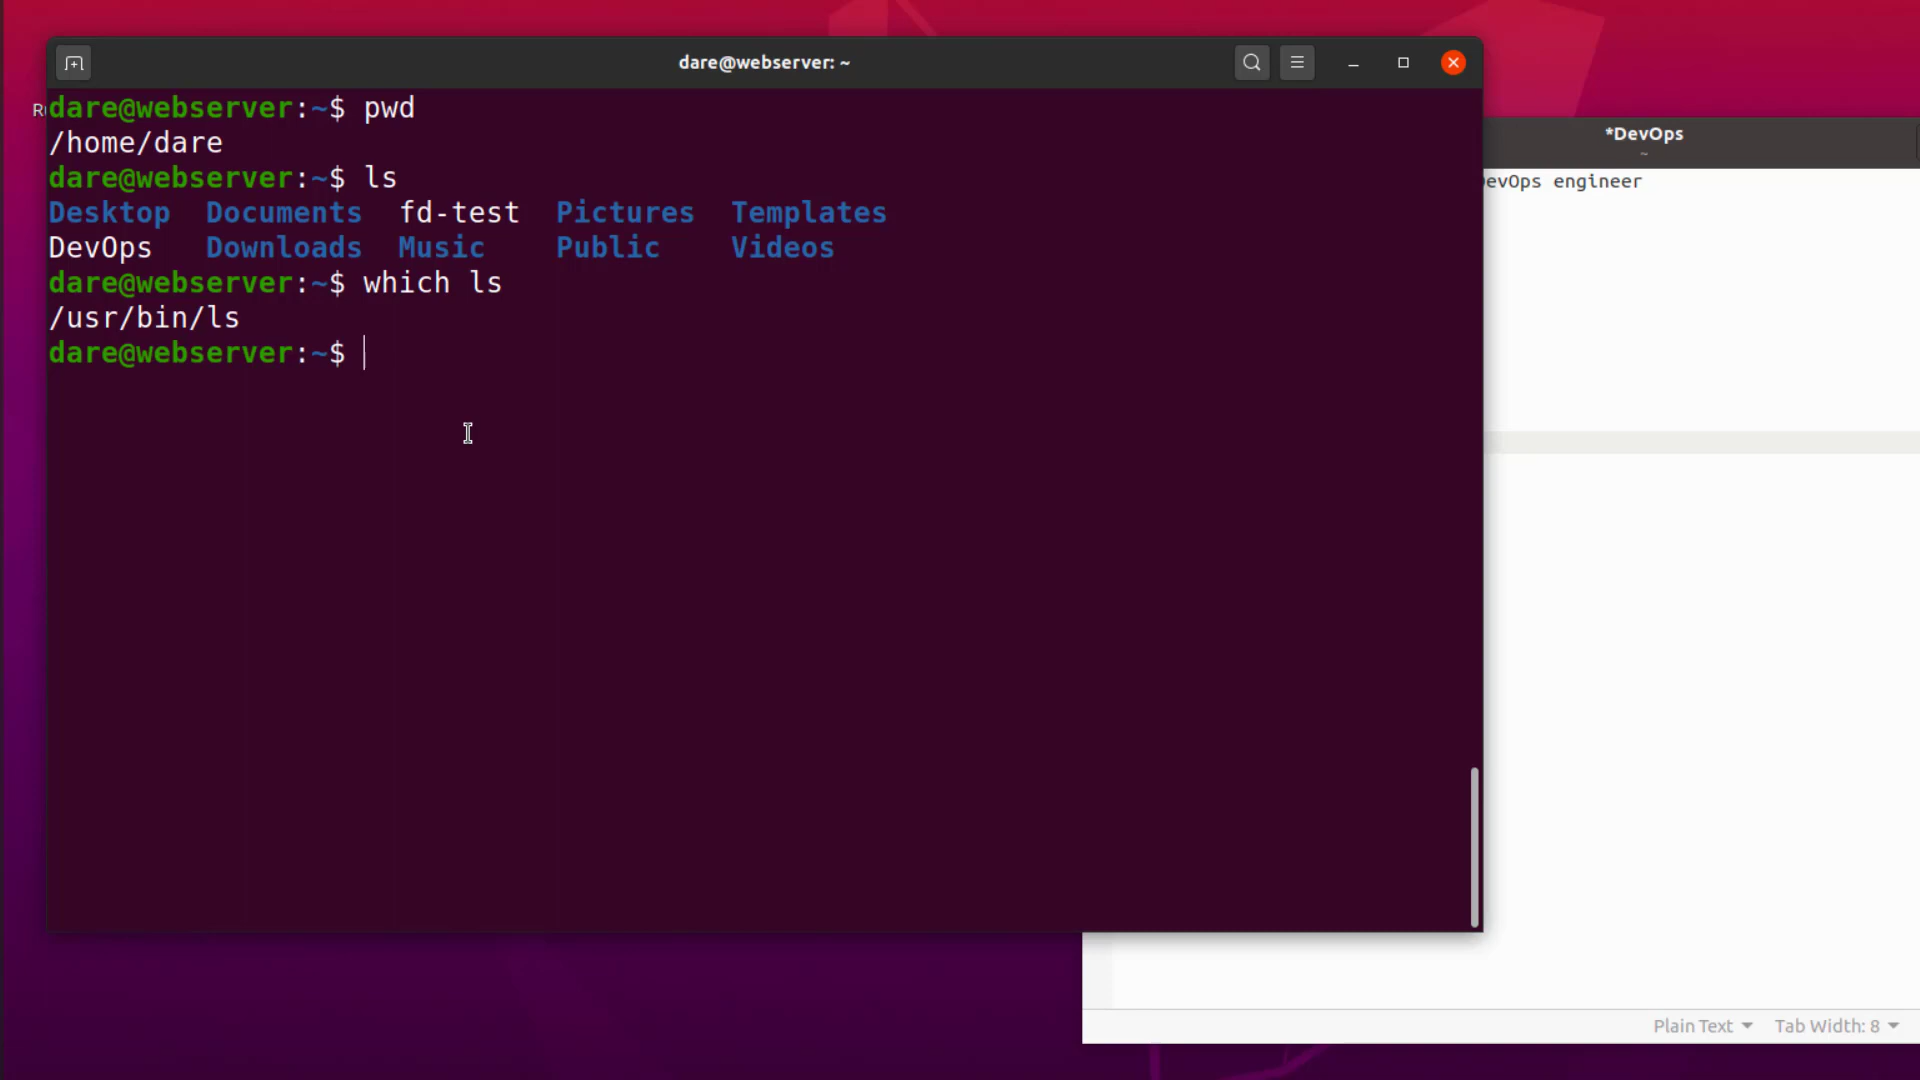 dare@webserver: ~
dare@webserver:~$ pwd
/home/dare
dare@webserver:~$ ls
Desktop Documents fd-test Pictures Templates
DevOps Downloads Music Public Videos
dare@webserver:~$ which ls
/usr/bin/ls
dare@webserver:~$
*DevOps
~
DevOps engineer
Plain Text Tab Width: 8